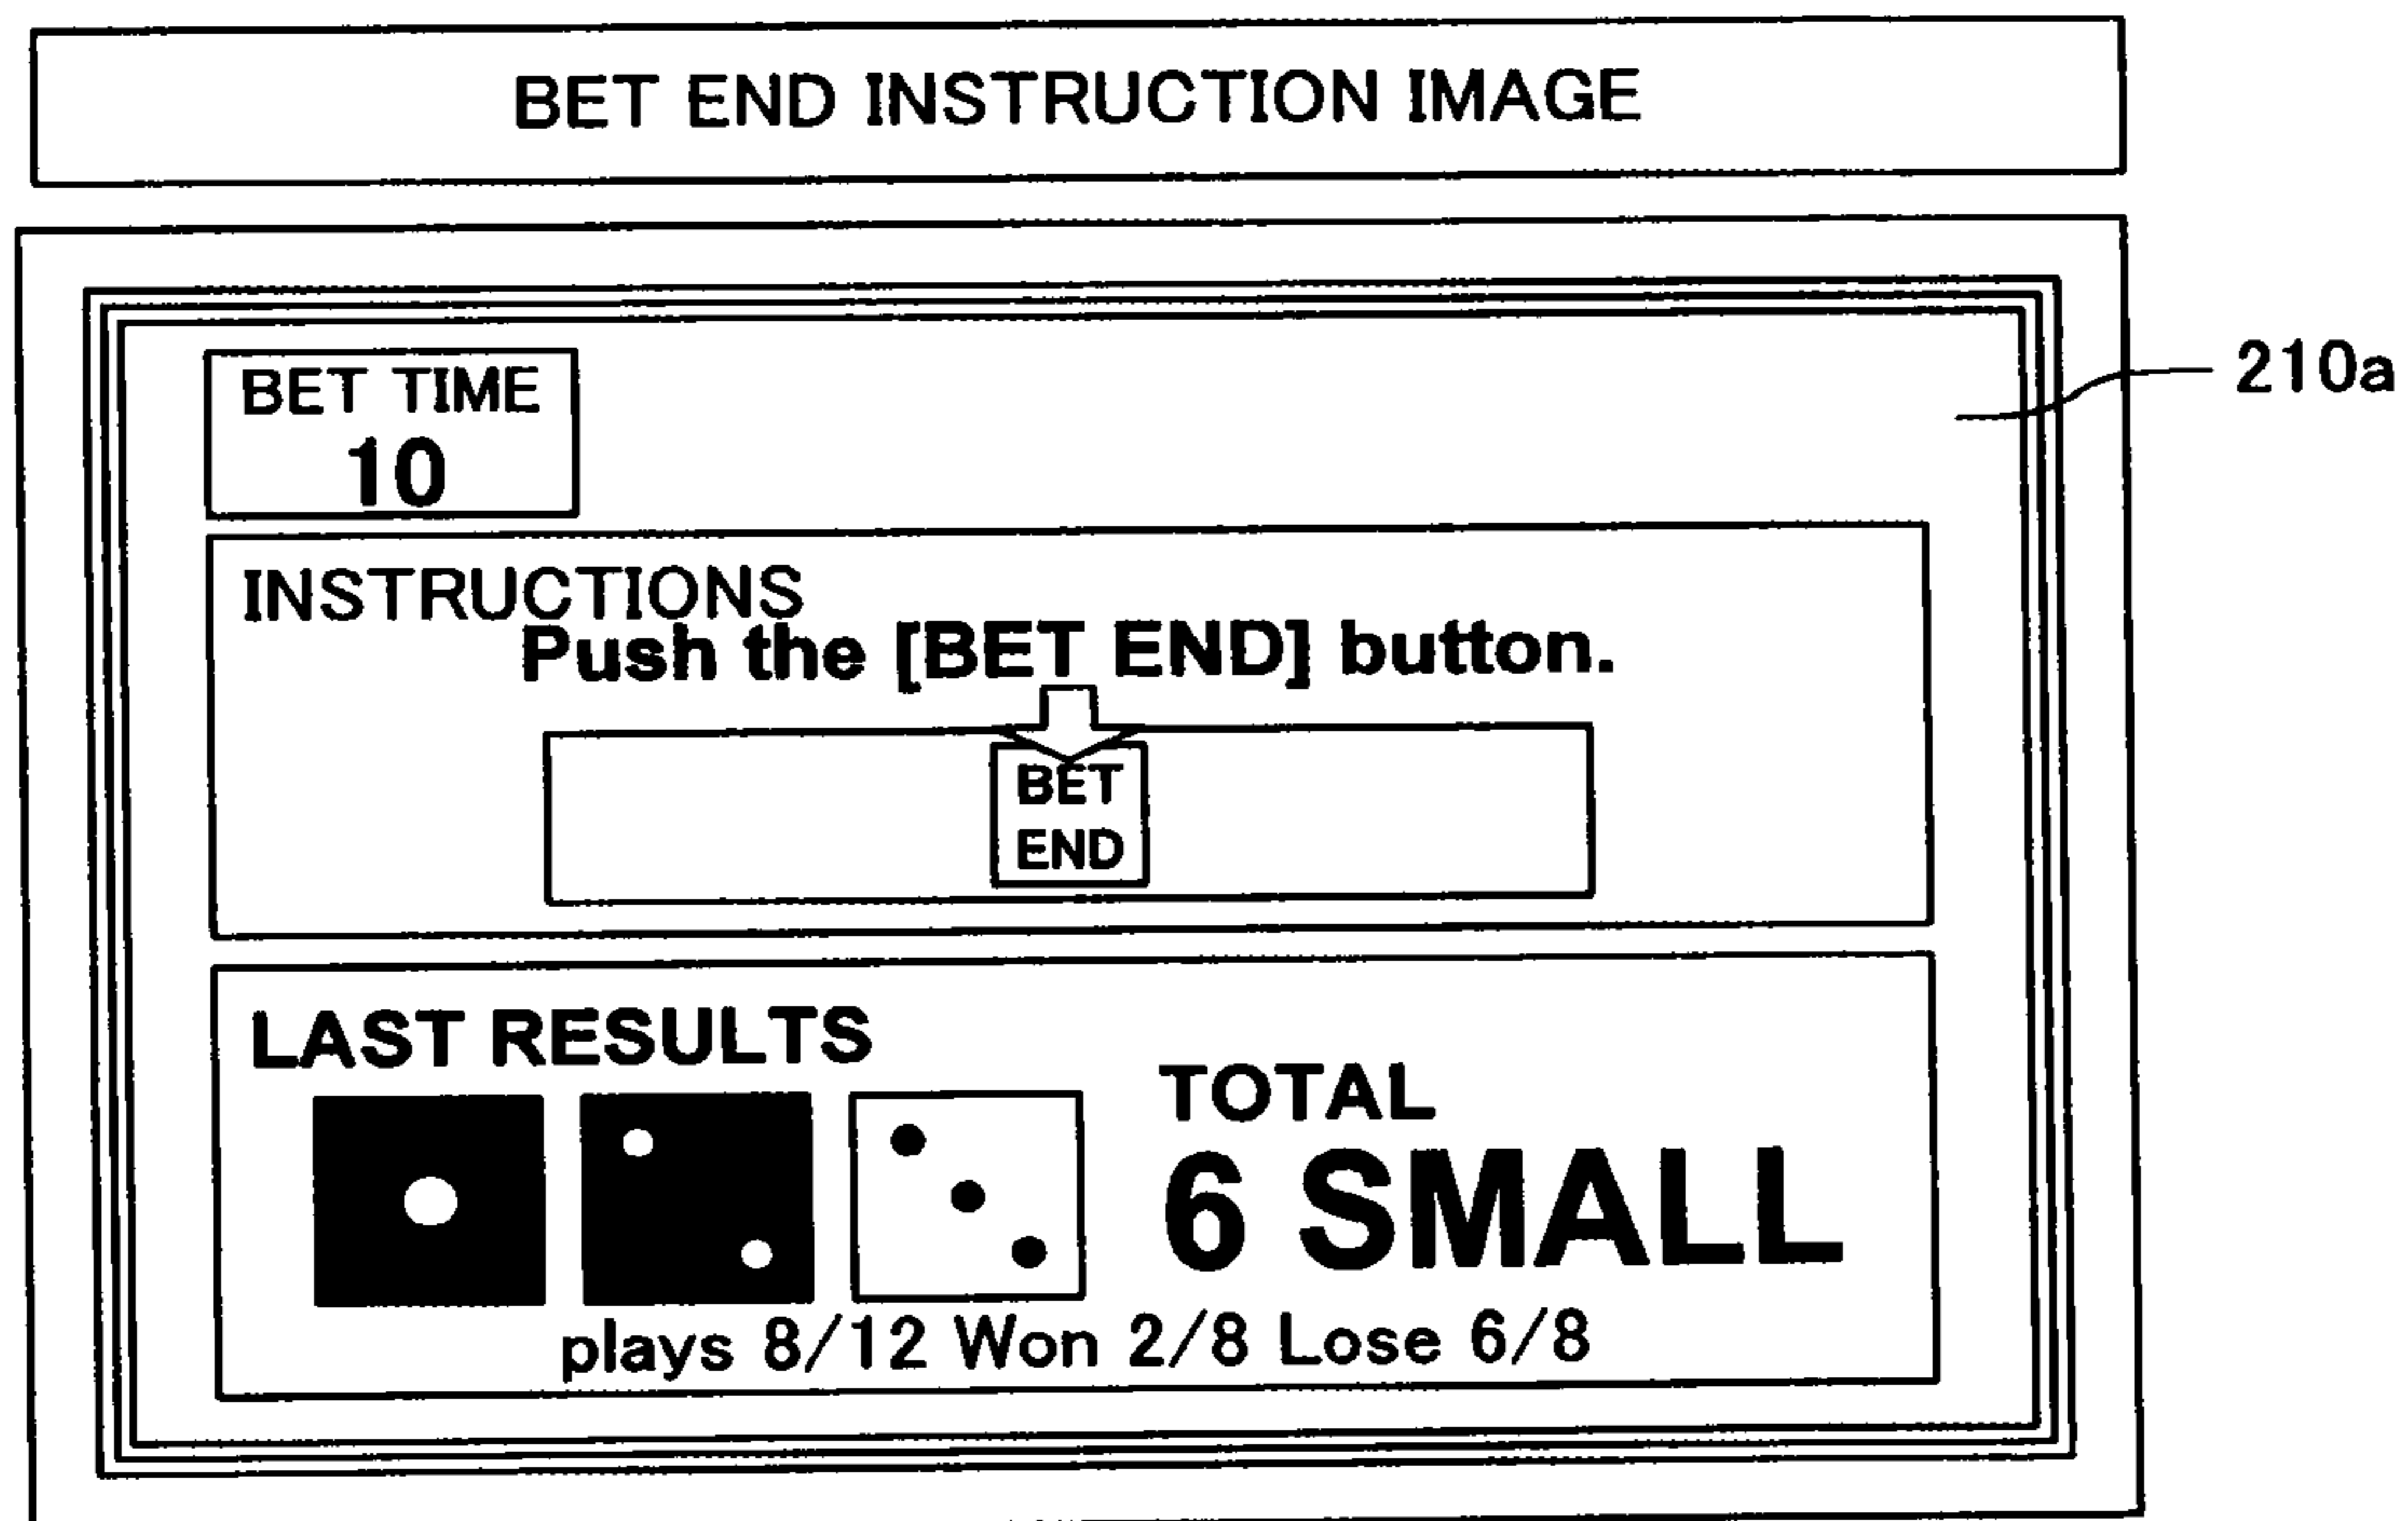 BET END INSTRUCTION IMAGE
210a
BET TIME
10
INSTRUCTIONS
Push the [BET END] button.
BET
END
LAST RESULTS
TOTAL
6 SMALL
plays 8/12 Won 2/8 Lose 6/8